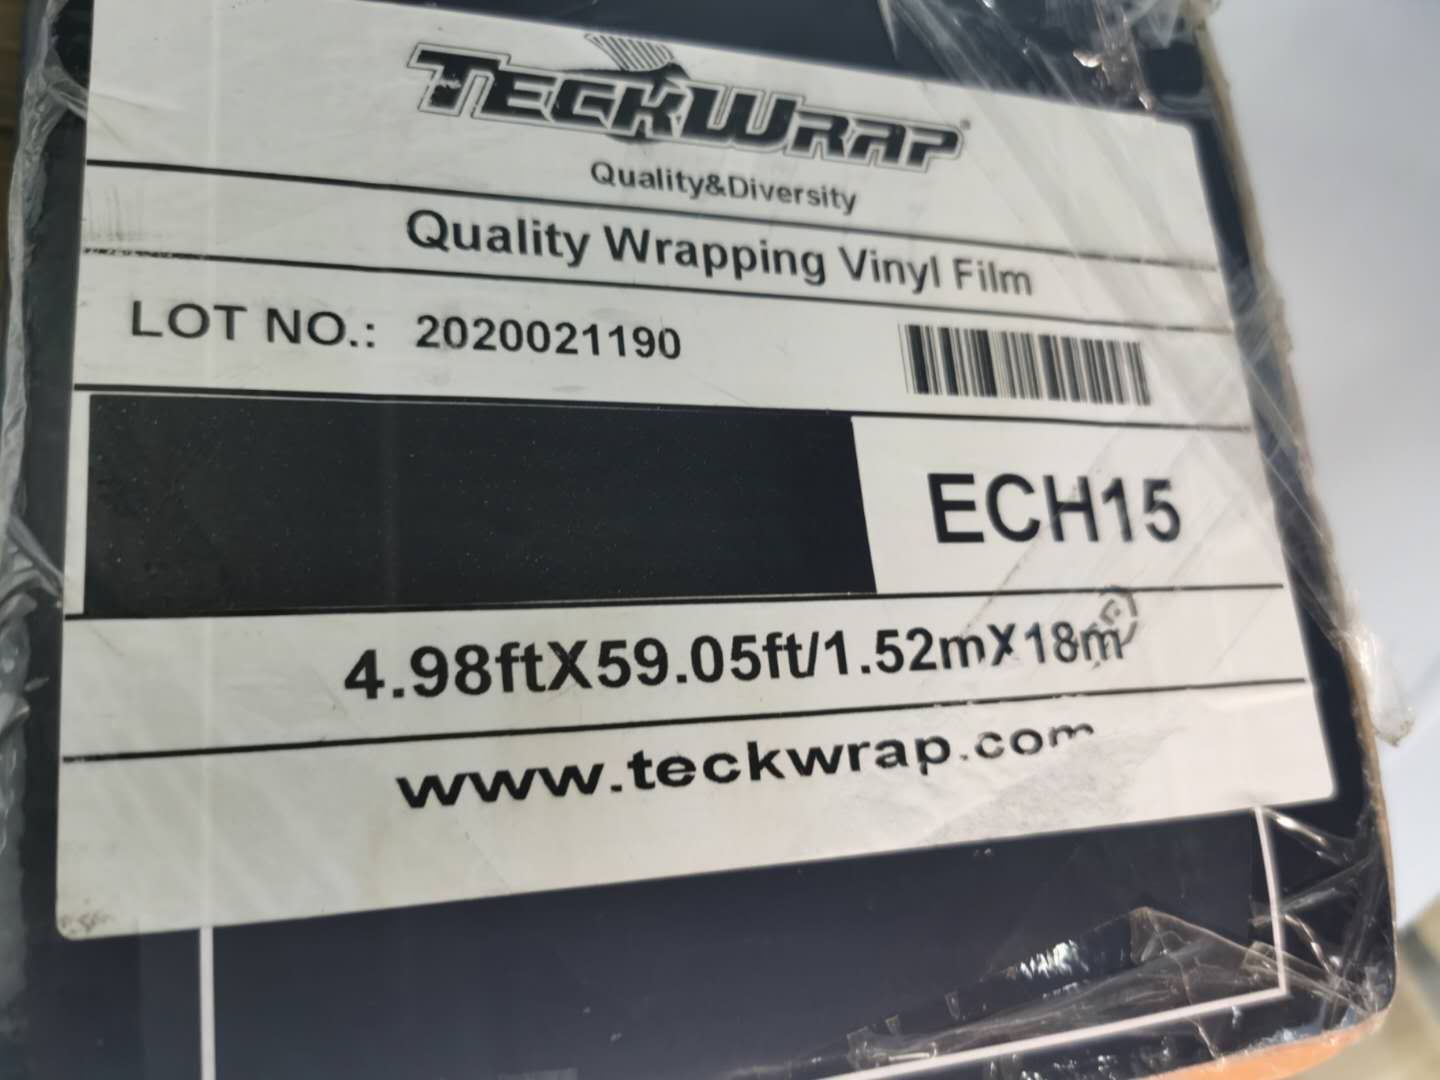 TECKWRAP®
Quality&Diversity
Quality Wrapping Vinyl Film
LOT NO.: 2020021190
ECH15
4.98ftX59.05ft/1.52mX18m
www.teckwrap.com